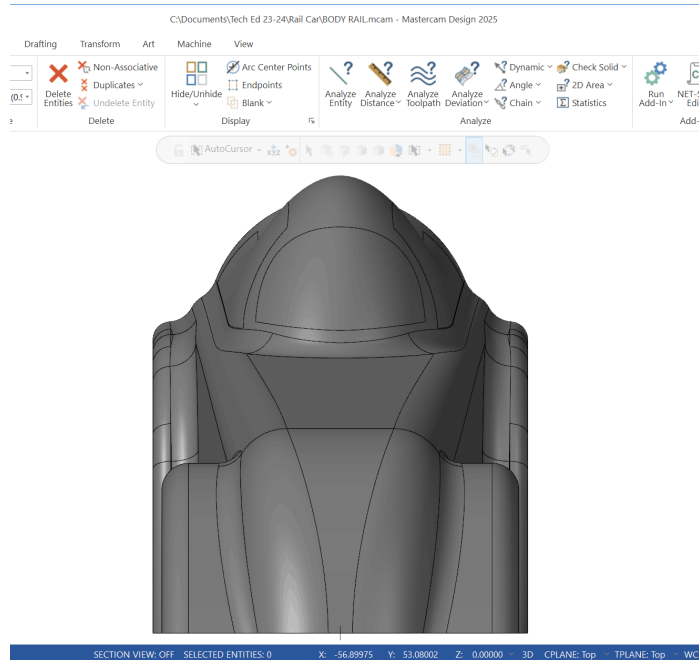 C:\Documents\Tech Ed 23-24\Rail Car\BODY RAIL.mcam - Mastercam Design 2025
Drafting Transform Art Machine View
Non-Associative Arc Center Points Dynamic Check Solid
Duplicates Endpoints Angle 2D Area
Delete Entities Undelete Entity Hide/Unhide Blank Analyze Entity Analyze Distance Analyze Toolpath Analyze Deviation Chain Statistics Run Add-In
(0.
Delete Display Analyze
AutoCursor
SECTION VIEW: OFF SELECTED ENTITIES: 0 X: -56.89975 Y: 53.08002 Z: 0.00000 3D CPLANE: Top TPLANE: Top WC